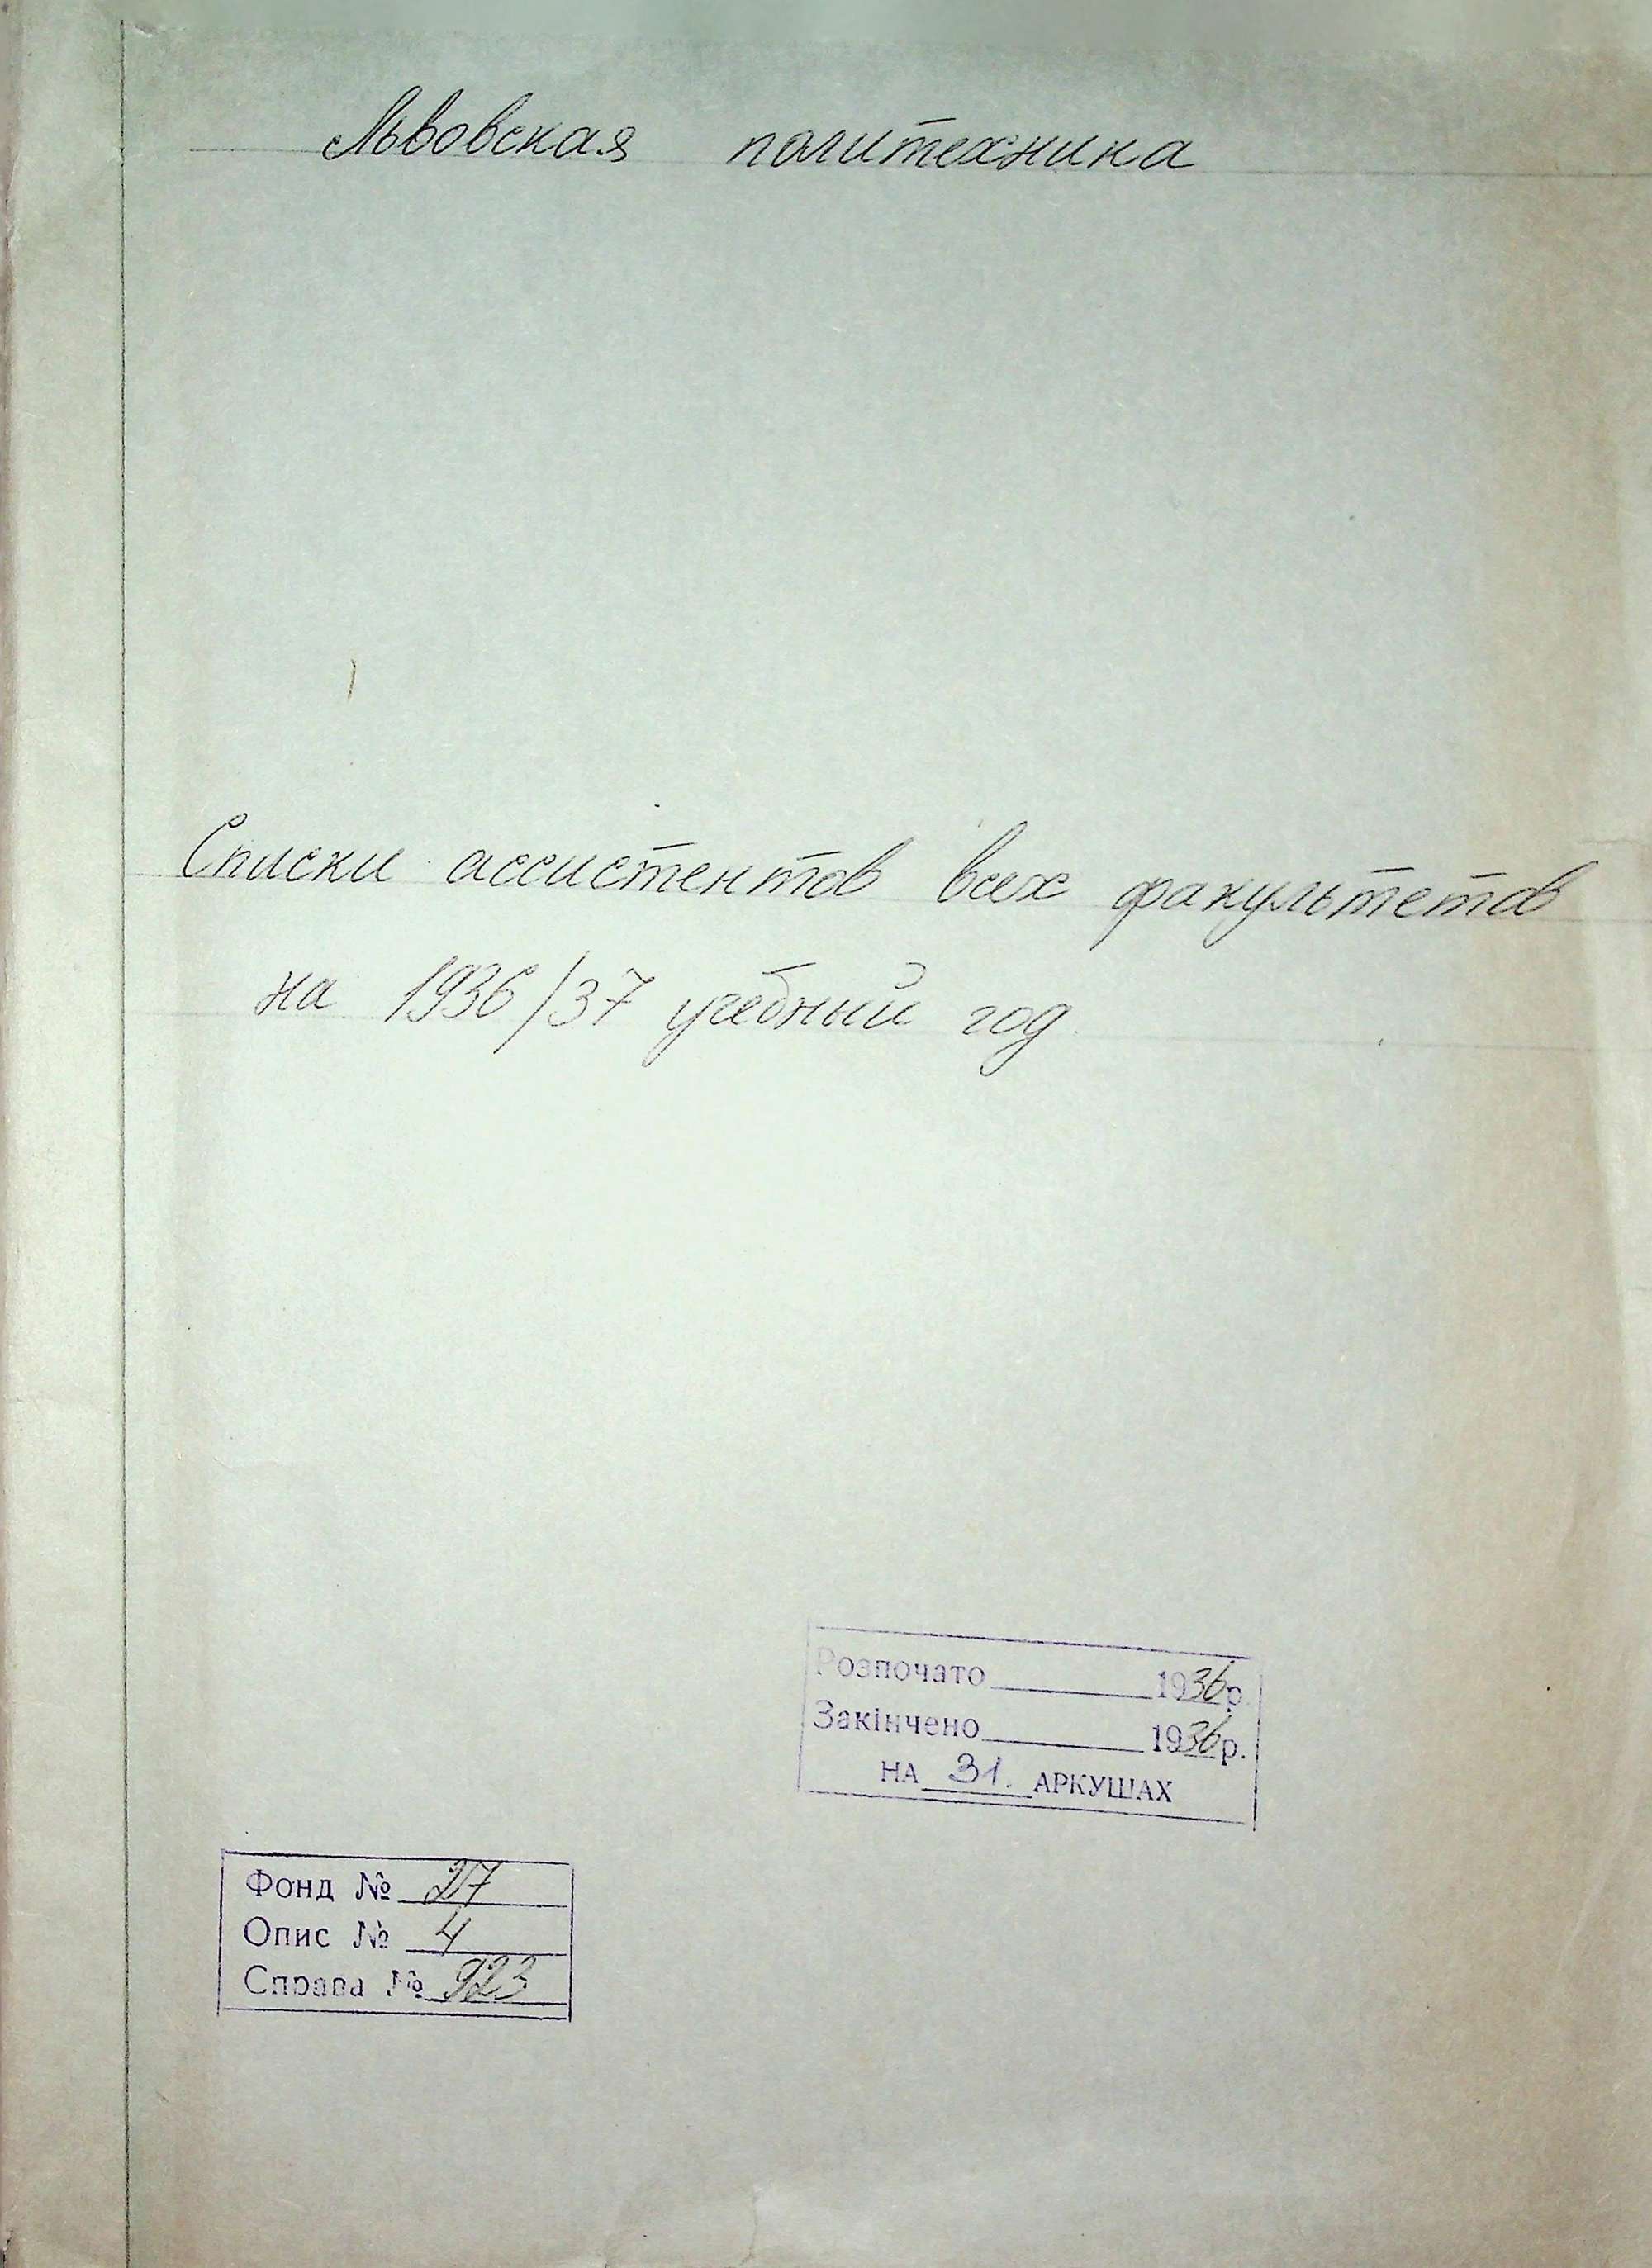 Львовская политехника
Списки ассистентов всех факультетов
на 1936/37 учебный год
Розпочато 1936р.
Закінчено 1936р.
НА 31. АРКУШАХ
Фонд № 27
Опис № 4
Справа № 923